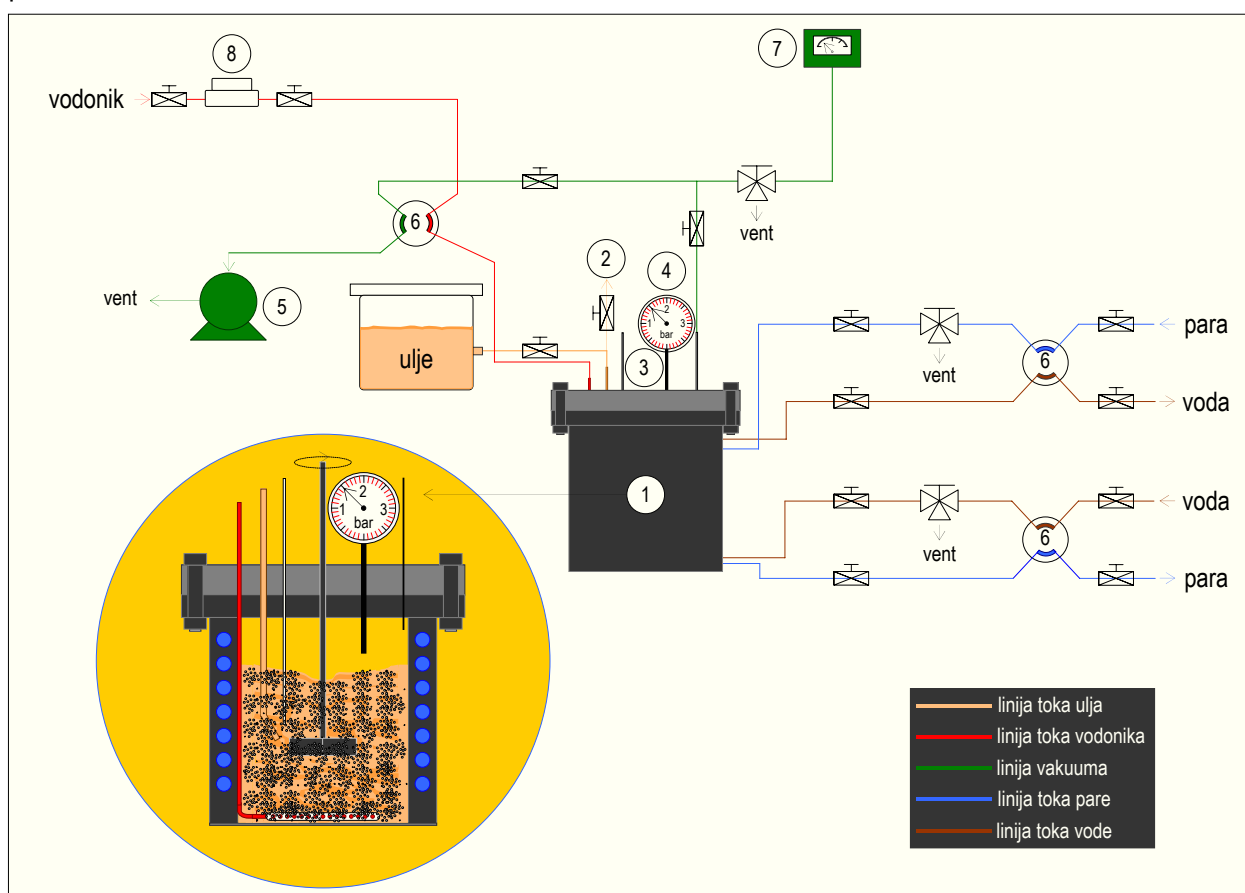 8
7
vodonik
6
vent
2
4
vent
5
1
2
3
bar
para
ulje
3
vent
6
voda
1
2
1
3
bar
voda
vent
6
para
linija toka ulja
linija toka vodonika
linija vakuuma
linija toka pare
linija toka vode